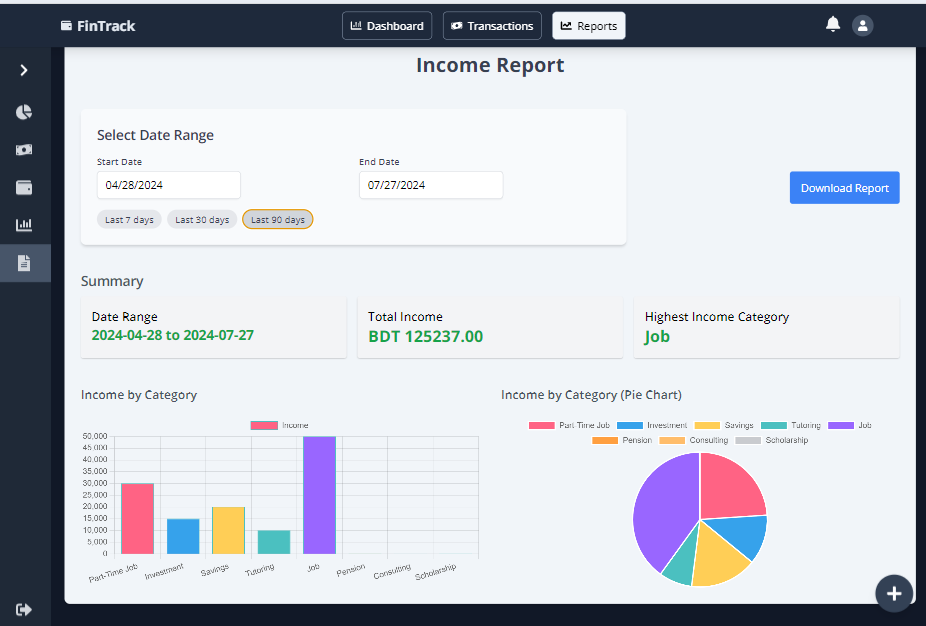 FinTrack Dashboard Transactions Reports
Income Report
Select Date Range
Start Date End Date
04/28/2024 07/27/2024
Last 7 days Last 30 days Last 90 days
Download Report
Summary
Date Range Total Income Highest Income Category
2024-04-28 to 2024-07-27 BDT 125237.00 Job
Income by Category Income by Category (Pie Chart)
Income
50,000
45,000
40,000
35,000
30,000
25,000
20,000
15,000
10,000
5,000
0
Part-Time Job Investment Savings Tutoring Job Pension Consulting Scholarship
Part-Time Job Investment Savings Tutoring Job
Pension Consulting Scholarship